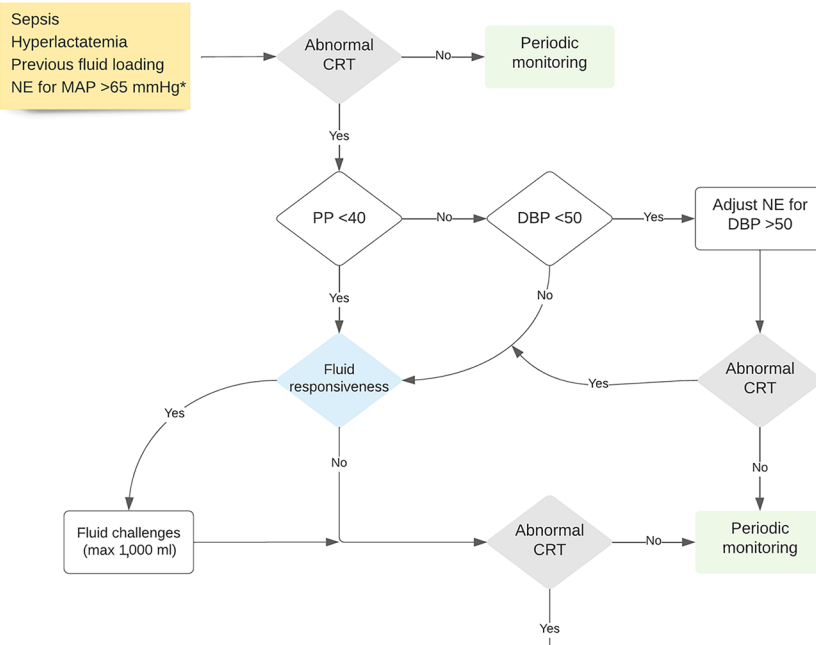 Sepsis
Hyperlactatemia
Previous fluid loading
NE for MAP >65 mmHg*
Abnormal
CRT
No
Periodic
monitoring
Yes
PP <40
No
DBP <50
Yes
Adjust NE for
DBP >50
Yes
No
Fluid
responsiveness
Yes
Abnormal
CRT
Yes
No
No
Fluid challenges
(max 1,000 ml)
Abnormal
CRT
No
Periodic
monitoring
Yes